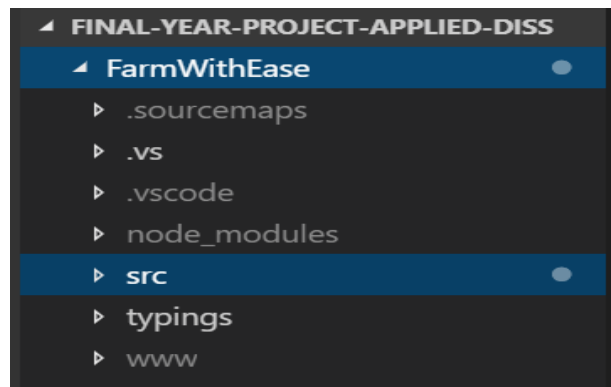 FINAL-YEAR-PROJECT-APPLIED-DISS
FarmWithEase
.sourcemaps
.vs
.vscode
node_modules
src
typings
www